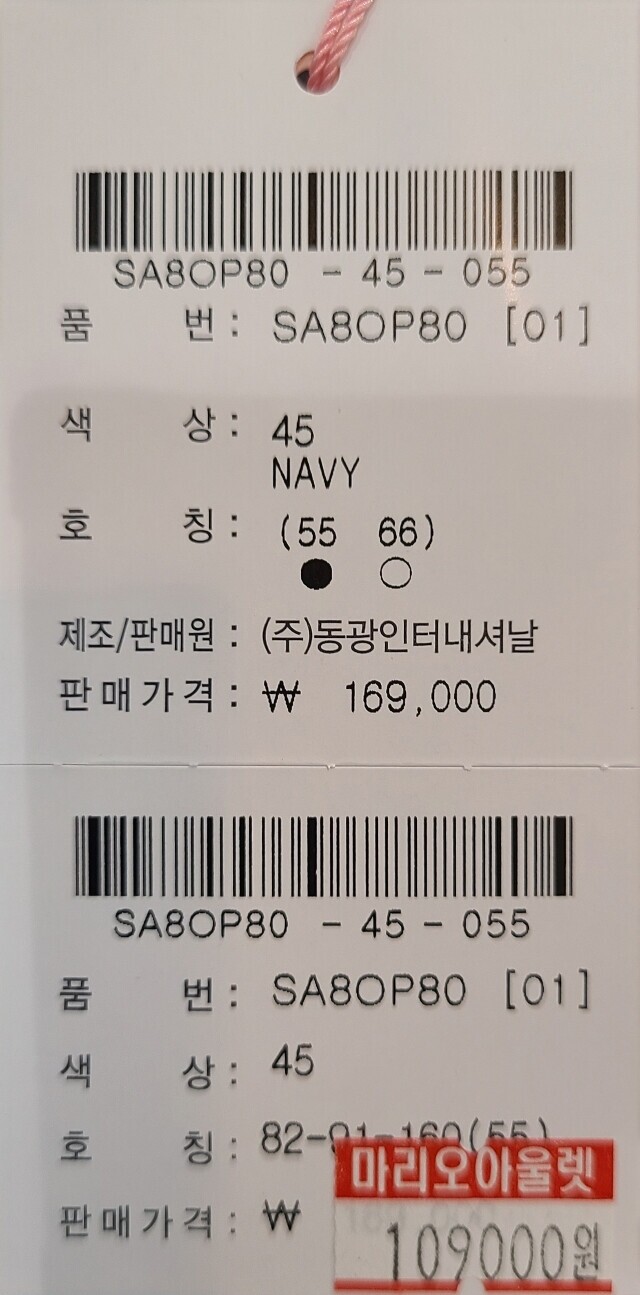 SA8OP80 - 45 - 055
품 번 : SA8OP80 [01]
색 상 : 45
NAVY
호 칭 : (55 66)
제조/판매원 : (주)동광인터내셔날
판매가격 : ₩ 169,000
SA8OP80 - 45 - 055
품 번 : SA8OP80 [01]
색 상 : 45
호 칭 : 82-91-160(55)
마리오아울렛
판매가격 : ₩
109000원